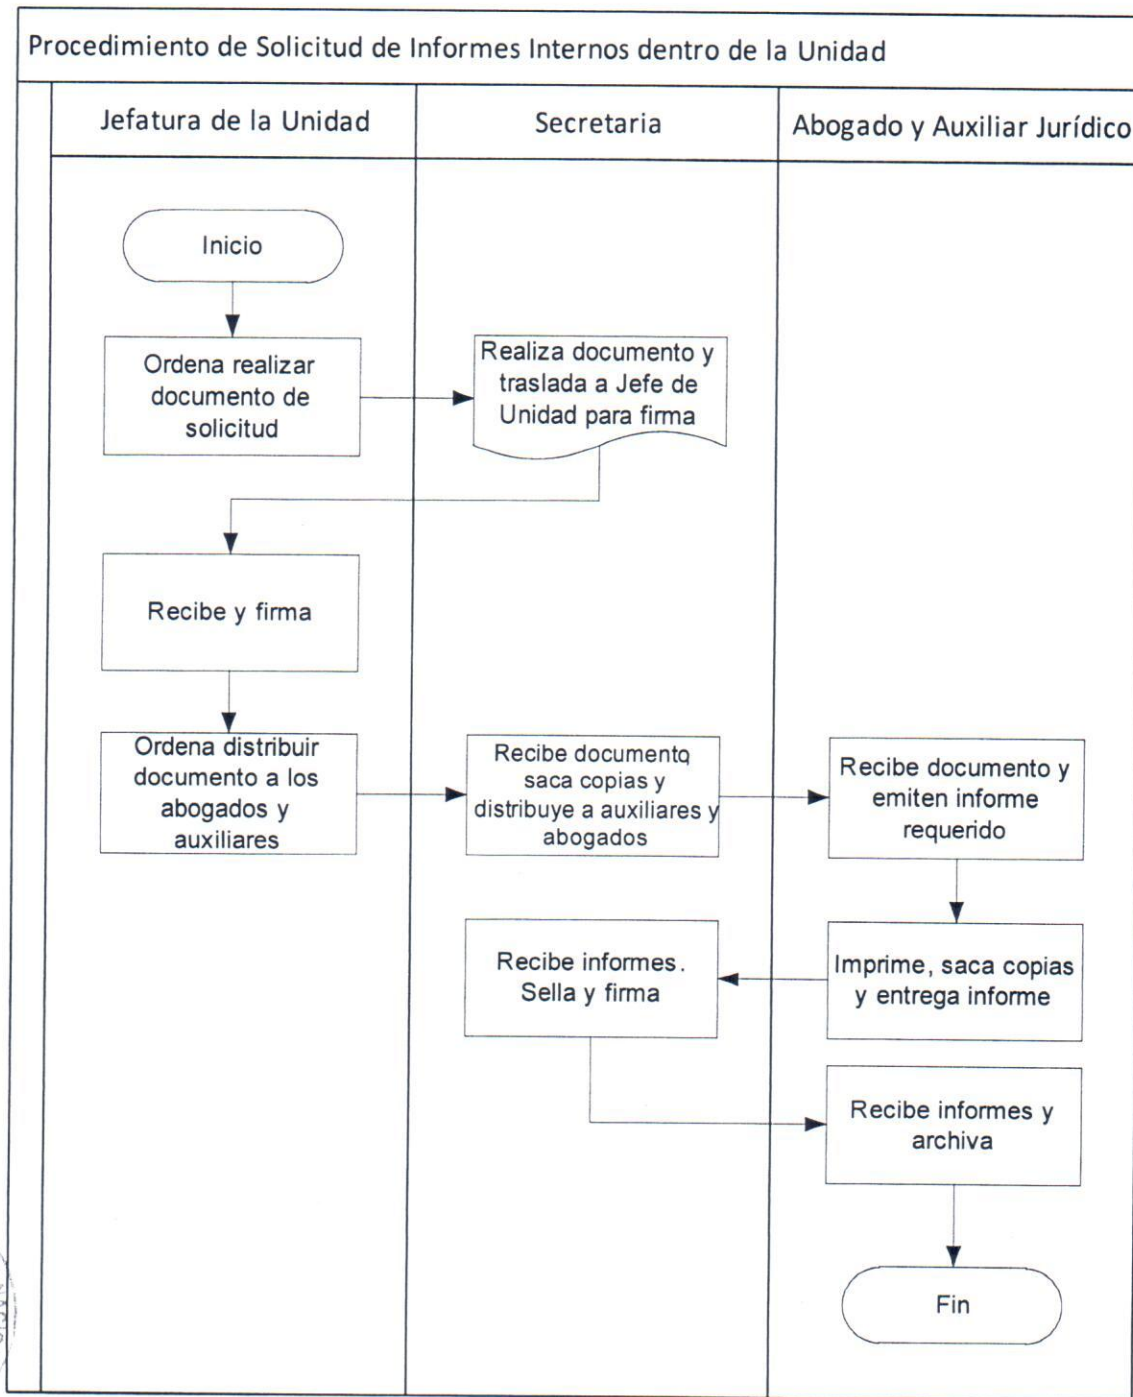 Procedimiento de Solicitud de Informes Internos dentro de la Unidad
Jefatura de la Unidad
Secretaria
Abogado y Auxiliar Jurídico
Inicio
Ordena realizar
documento de
solicitud
Realiza documento y
traslada a Jefe de
Unidad para firma
Recibe y firma
Ordena distribuir
documento a los
abogados y
auxiliares
Recibe documento,
saca copias y
distribuye a auxiliares y
abogados
Recibe documento y
emiten informe
requerido
Imprime, saca copias
y entrega informe
Recibe informes.
Sella y firma
Recibe informes y
archiva
Fin